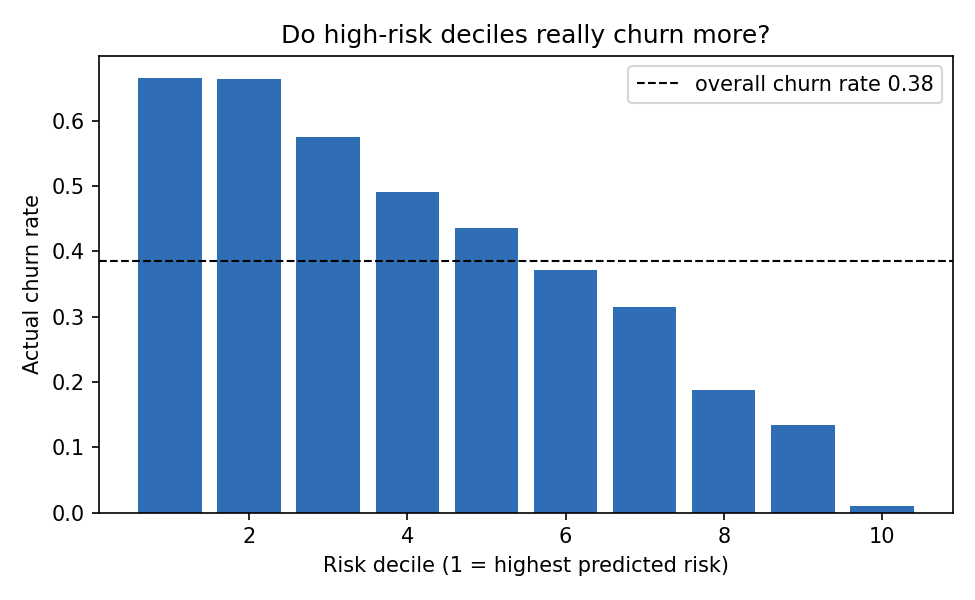 Do high-risk deciles really churn more?
overall churn rate 0.38
Actual churn rate
0.6
0.5
0.4
0.3
0.2
0.1
0.0
2 4 6 8 10
Risk decile (1 = highest predicted risk)